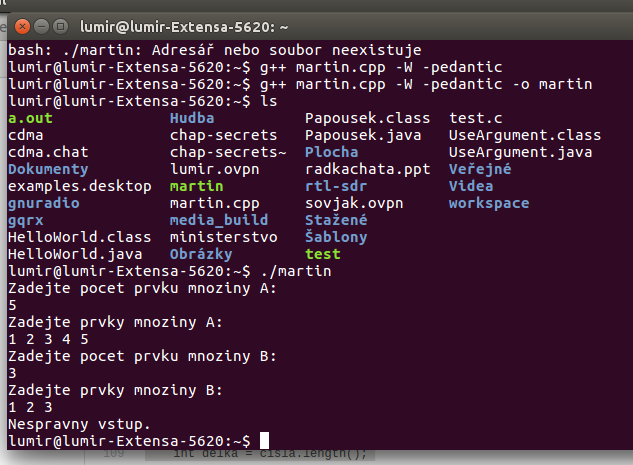 lumir@lumir-Extensa-5620: ~
bash: ./martin: Adresář nebo soubor neexistuje
lumir@lumir-Extensa-5620:~$ g++ martin.cpp -W -pedantic
lumir@lumir-Extensa-5620:~$ g++ martin.cpp -W -pedantic -o martin
lumir@lumir-Extensa-5620:~$ ls
a.out Hudba Papousek.class test.c
cdma chap-secrets Papousek.java UseArgument.class
cdma.chat chap-secrets~ Plocha UseArgument.java
Dokumenty lumir.ovpn radkachata.ppt Veřejné
examples.desktop martin rtl-sdr Videa
gnuradio martin.cpp sovjak.ovpn workspace
gqrx media_build Stažené
HelloWorld.class ministerstvo Šablony
HelloWorld.java Obrázky test
lumir@lumir-Extensa-5620:~$ ./martin
Zadejte pocet prvku mnoziny A:
5
Zadejte prvky mnoziny A:
1 2 3 4 5
Zadejte pocet prvku mnoziny B:
3
Zadejte prvky mnoziny B:
1 2 3
Nespravny vstup.
lumir@lumir-Extensa-5620:~$
109 int delka = cisla.length();